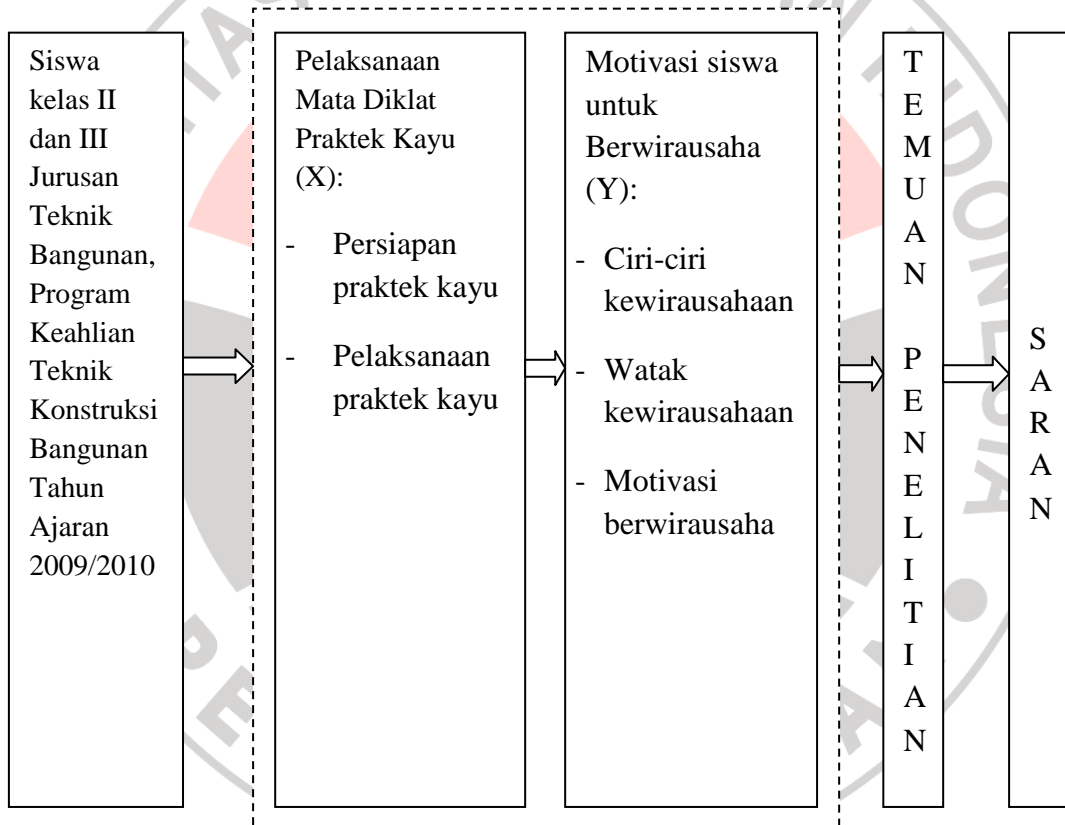 Siswa
kelas II
dan III
Jurusan
Teknik
Bangunan,
Program
Keahlian
Teknik
Konstruksi
Bangunan
Tahun
Ajaran
2009/2010
Pelaksanaan
Mata Diklat
Praktek Kayu
(X):
- Persiapan
praktek kayu
- Pelaksanaan
praktek kayu
Motivasi siswa
untuk
Berwirausaha
(Y):
- Ciri-ciri
kewirausahaan
- Watak
kewirausahaan
- Motivasi
berwirausaha
T
E
M
U
A
N
P
E
N
E
L
I
T
I
A
N
S
A
R
A
N